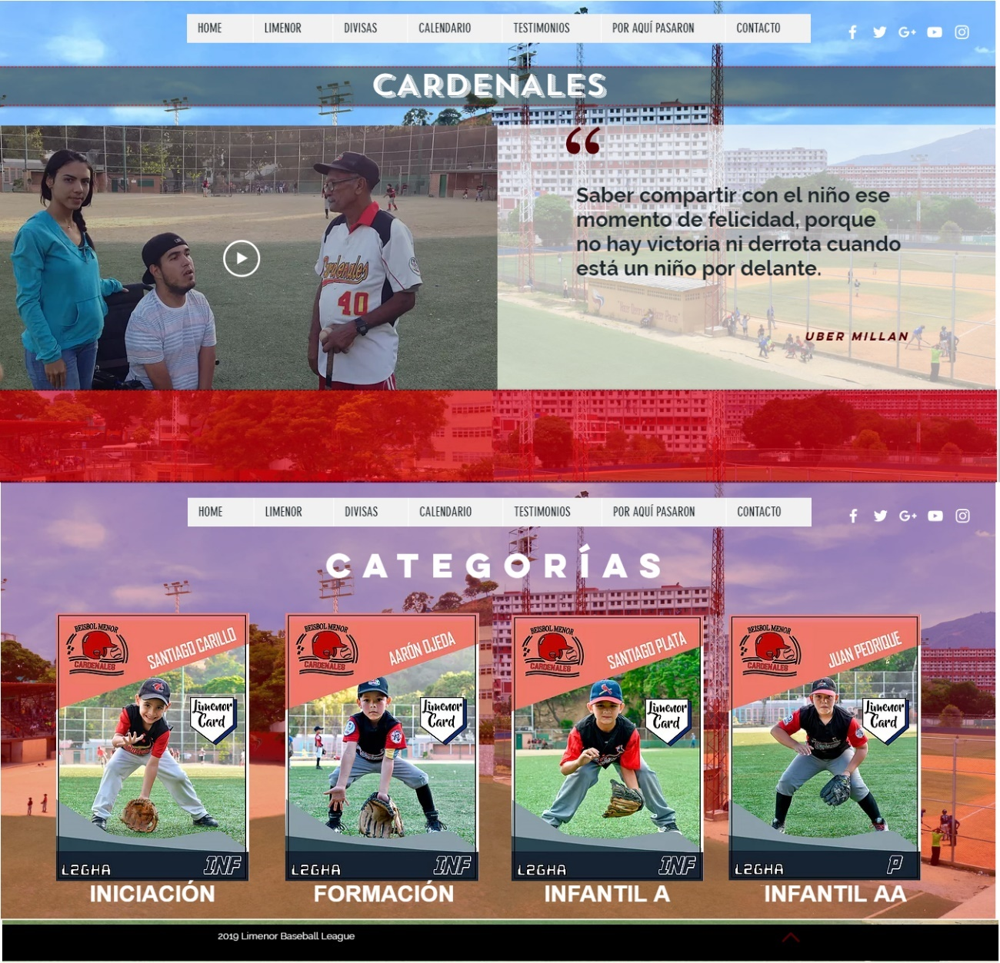 HOME LIMENOR DIVISAS CALENDARIO TESTIMONIOS POR AQUÍ PASARON CONTACTO
CARDENALES
“
Saber compartir con el niño ese
momento de felicidad, porque
no hay victoria ni derrota cuando
está un niño por delante.
UBER MILLAN
Cardenales
40
HOME LIMENOR DIVISAS CALENDARIO TESTIMONIOS POR AQUÍ PASARON CONTACTO
CATEGORÍAS
BEISBOL MENOR
CARDENALES
SANTIAGO CARILLO
Limenor
Card
L2GHA
INF
INICIACIÓN
BEISBOL MENOR
CARDENALES
AARÓN OJEDA
Limenor
Card
L2GHA
INF
FORMACIÓN
BEISBOL MENOR
CARDENALES
SANTIAGO PLATA
Limenor
Card
L2GHA
INF
INFANTIL A
BEISBOL MENOR
CARDENALES
JUAN PEDRIQUE
Limenor
Card
L2GHA
P
INFANTIL AA
2019 Limenor Baseball League